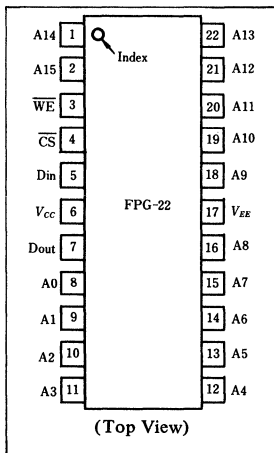 A14 1 22 A13
Index
A15 2 21 A12
W̅E̅ 3 20 A11
C̅S̅ 4 19 A10
Din 5 18 A9
FPG-22
VCC 6 17 VEE
Dout 7 16 A8
A0 8 15 A7
A1 9 14 A6
A2 10 13 A5
A3 11 12 A4
(Top View)